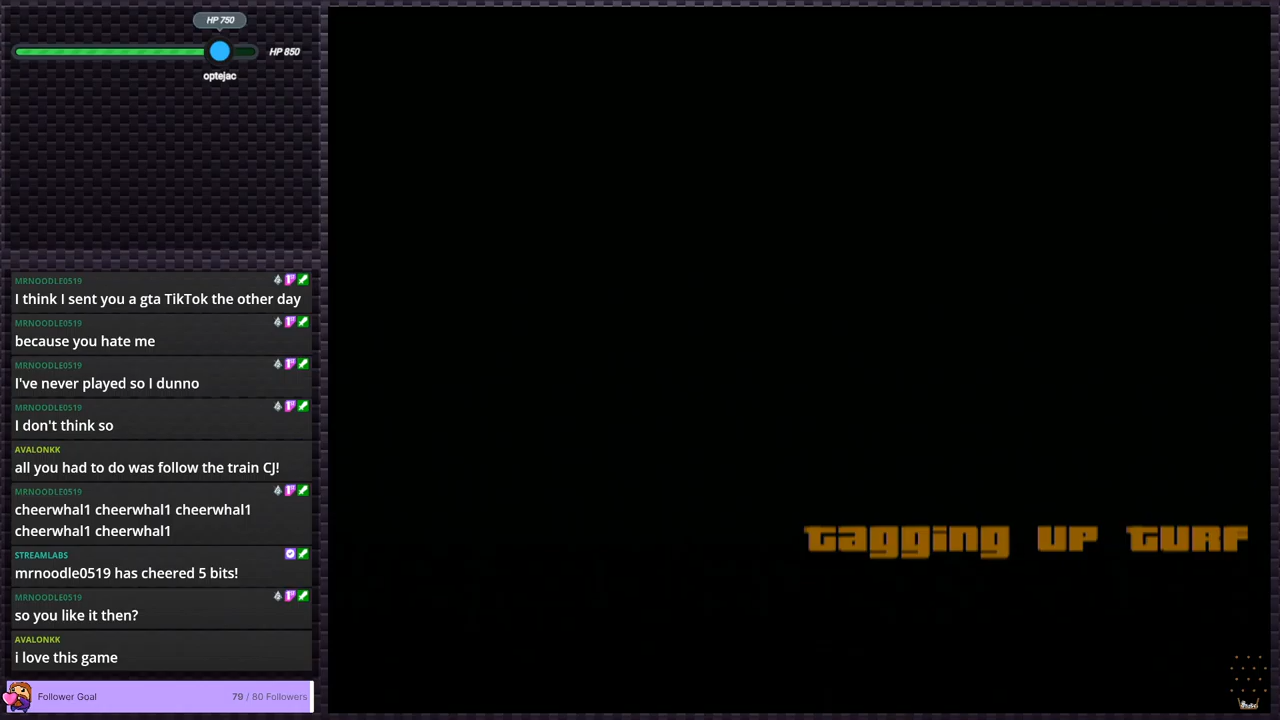 HP 750
HP 850
optejac
MRNOODLE0519
I think I sent you a gta TikTok the other day
MRNOODLE0519
because you hate me
MRNOODLE0519
I've never played so I dunno
MRNOODLE0519
I don't think so
AVALONKK
all you had to do was follow the train CJ!
MRNOODLE0519
cheerwhal1 cheerwhal1 cheerwhal1
cheerwhal1 cheerwhal1
STREAMLABS
mrnoodle0519 has cheered 5 bits!
MRNOODLE0519
so you like it then?
AVALONKK
i love this game
Follower Goal 79 / 80 Followers
tagging up turf